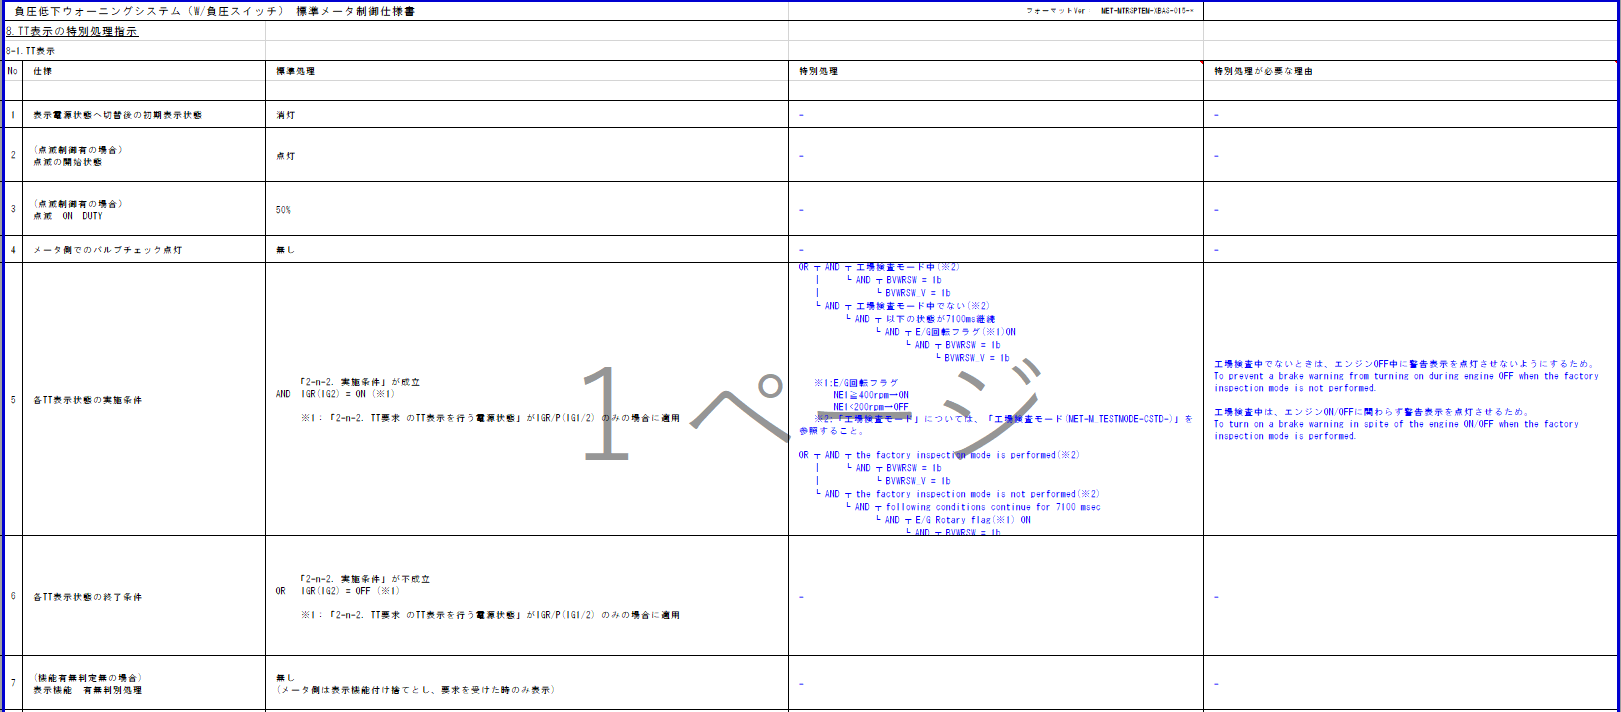 負圧低下ウォーニングシステム（W/負圧スイッチ） 標準メータ制御仕様書
フォーマットVer MET-MTRSPTEM-XBAS-015-*
8.TT表示の特別処理指示
8-1.TT表示
No 仕様 標準処理 特別処理 特別処理が必要な理由
1 表示電源状態へ切替後の初期表示状態 消灯 - -
2 (点滅制御有の場合)
点滅の開始状態 点灯 - -
3 (点滅制御有の場合)
点滅 ON DUTY 50% - -
4 メータ側でのバルブチェック点灯 無し - -
5 各TT表示状態の実施条件
「2-n-2. 実施条件」が成立
AND IGR(IG2) = ON (※1)
※1：「2-n-2. TT要求 のTT表示を行う電源状態」がIGR/P(IG1/2) のみの場合に適用
OR ┬ AND ┬ 工場検査モード中(※2)
│ └ AND ┬ BVWRSW = 1b
│ └ BVWRSW_V = 1b
└ AND ┬ 工場検査モード中でない(※2)
└ AND ┬ 以下の状態が7100ms継続
└ AND ┬ E/G回転フラグ(※1)ON
└ AND ┬ BVWRSW = 1b
└ BVWRSW_V = 1b
※1:E/G回転フラグ
NE1≧400rpm→ON
NE1<200rpm→OFF
※2:「工場検査モード」については、「工場検査モード(MET-M_TESTMODE-CSTD-)」を
参照すること。
OR ┬ AND ┬ the factory inspection mode is performed(※2)
│ └ AND ┬ BVWRSW = 1b
│ └ BVWRSW_V = 1b
└ AND ┬ the factory inspection mode is not performed(※2)
└ AND ┬ following conditions continue for 7100 msec
└ AND ┬ E/G Rotary flag(※1) ON
└ AND ┬ BVWRSW = 1b
工場検査中でないときは、エンジンOFF中に警告表示を点灯させないようにするため。
To prevent a brake warning from turning on during engine OFF when the factory
inspection mode is not performed.
工場検査中は、エンジンON/OFFに関わらず警告表示を点灯させるため。
To turn on a brake warning in spite of the engine ON/OFF when the factory
inspection mode is performed.
1 ページ
6 各TT表示状態の終了条件
「2-n-2. 実施条件」が不成立
OR IGR(IG2) = OFF (※1)
※1：「2-n-2. TT要求 のTT表示を行う電源状態」がIGR/P(IG1/2) のみの場合に適用
- -
7 (機能有無判定無の場合)
表示機能 有無判別処理
無し
(メータ側は表示機能付け捨てとし、要求を受けた時のみ表示)
- -